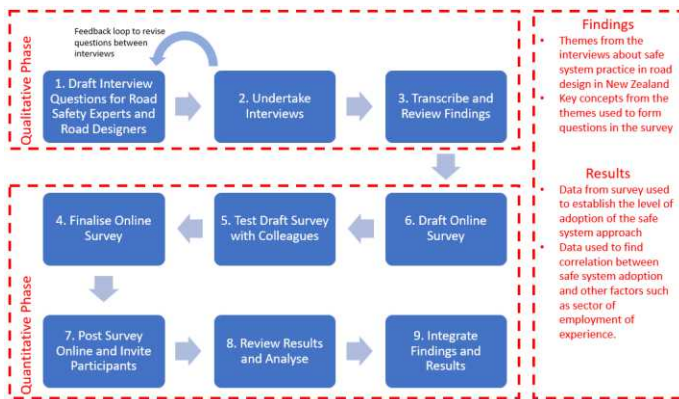 Qualitative Phase
Feedback loop to revise
questions between
interviews
1. Draft Interview
Questions for Road
Safety Experts and
Road Designers
2. Undertake
Interviews
3. Transcribe and
Review Findings
Quantitative Phase
4. Finalise Online
Survey
5. Test Draft Survey
with Colleagues
6. Draft Online
Survey
7. Post Survey
Online and Invite
Participants
8. Review Results
and Analyse
9. Integrate
Findings and
Results
Findings
• Themes from the
interviews about safe
system practice in road
design in New Zealand
• Key concepts from the
themes used to form
questions in the survey
Results
• Data from survey used
to establish the level of
adoption of the safe
system approach
• Data used to find
correlation between
safe system adoption
and other factors such
as sector of
employment of
experience.